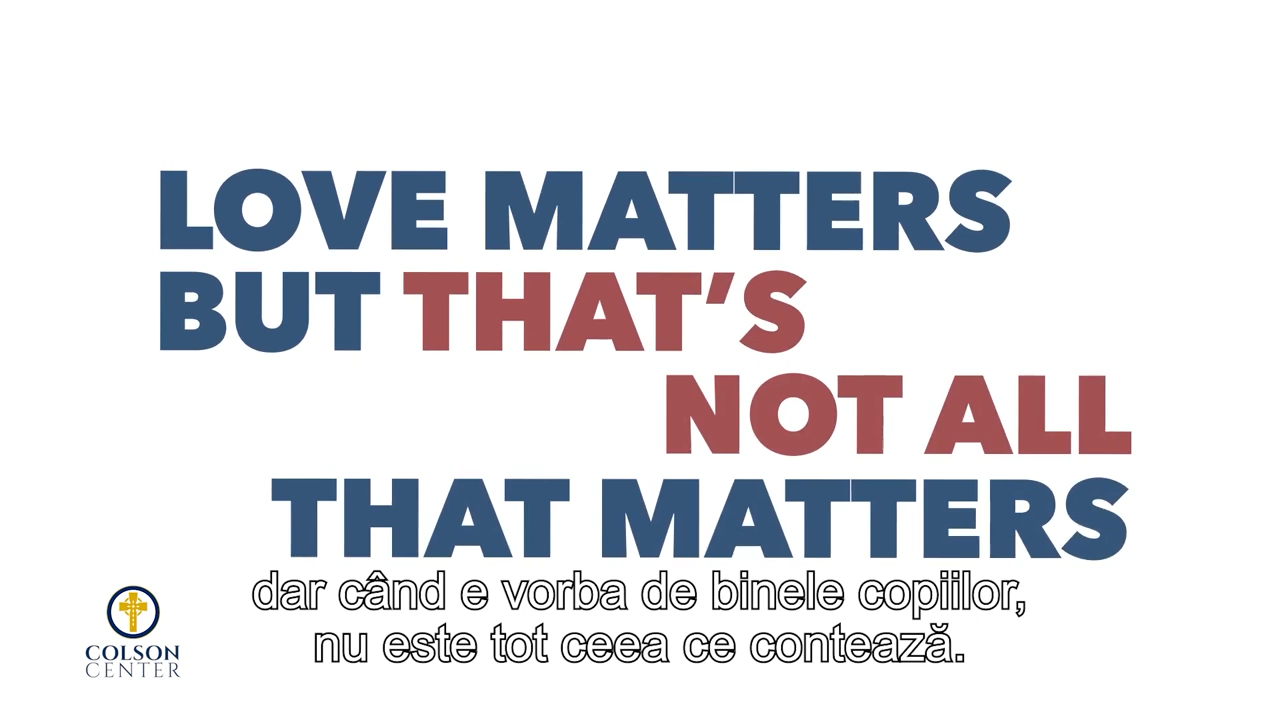 LOVE MATTERS
BUT THAT'S
NOT ALL
THAT MATTERS
dar când e vorba de binele copiilor,
nu este tot ceea ce contează.
COLSON
CENTER